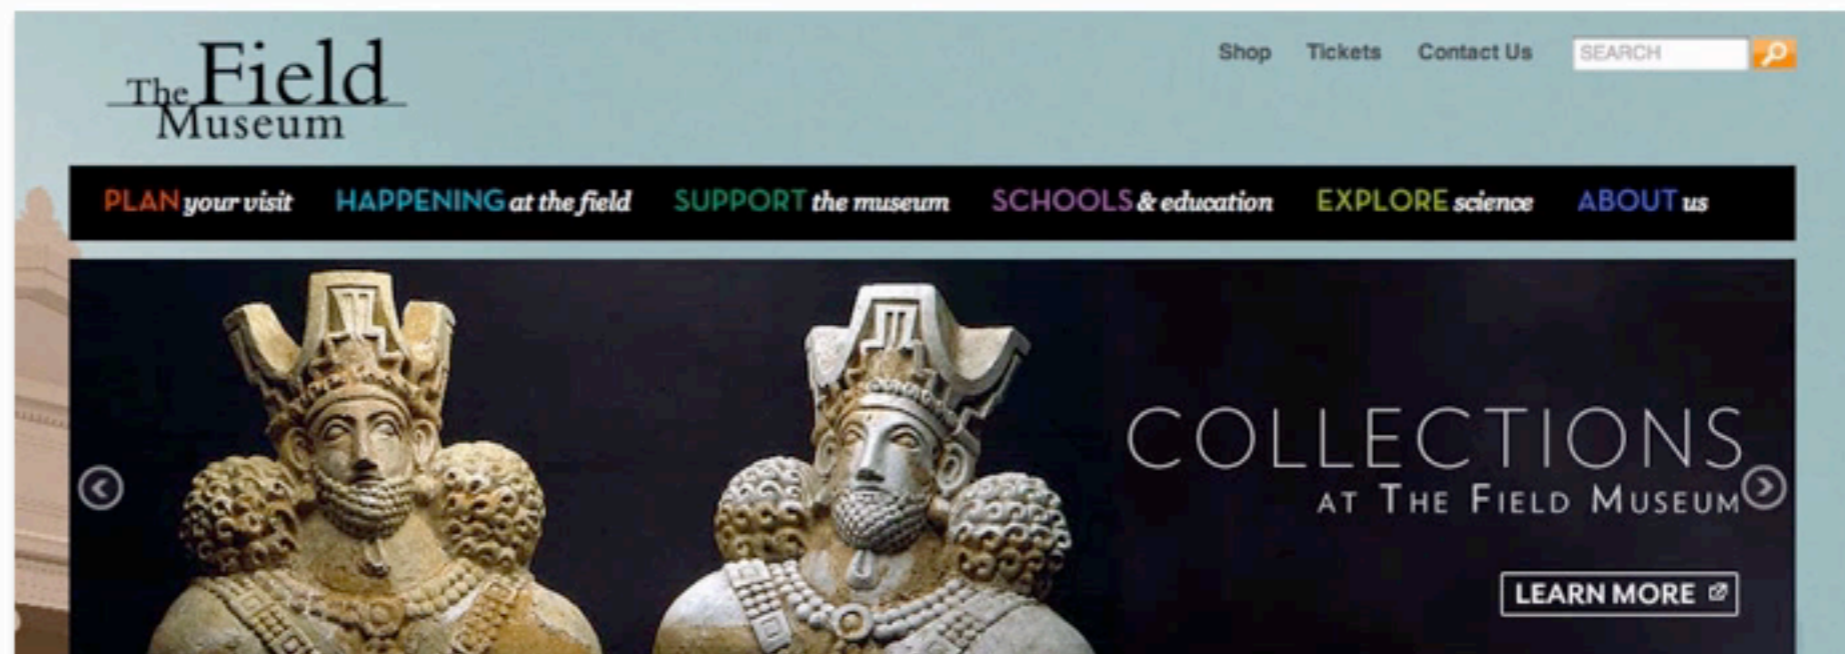 The Field
Museum
Shop Tickets Contact Us SEARCH
PLAN your visit HAPPENING at the field SUPPORT the museum SCHOOLS & education EXPLORE science ABOUT us
COLLECTIONS
AT THE FIELD MUSEUM
LEARN MORE